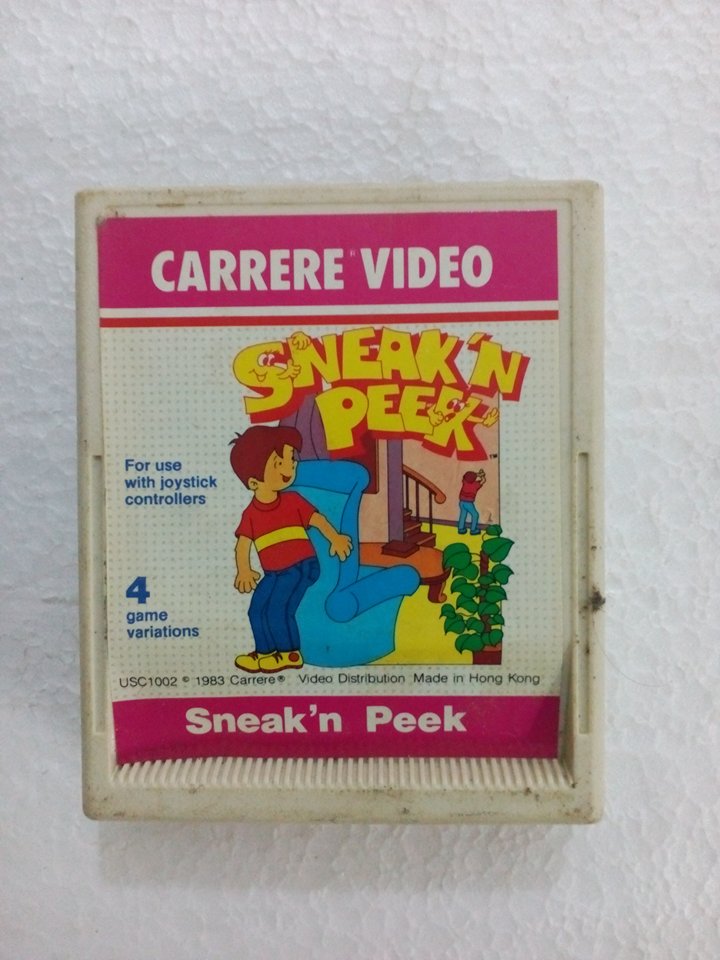 CARRERE® VIDEO
SNEAK'N
PEEK™
For use
with joystick
controllers
4
game
variations
USC1002 © 1983 Carrere® Video Distribution Made in Hong Kong
Sneak'n Peek